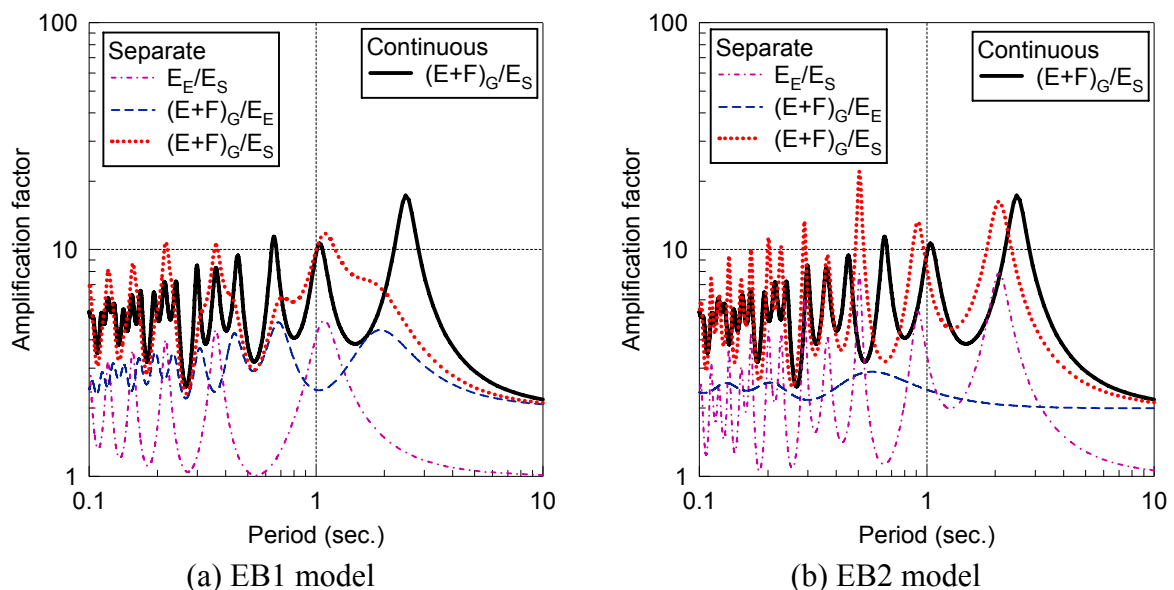 100
10
1
Amplification factor
Separate
E_E/E_S
(E+F)_G/E_E
(E+F)_G/E_S
Continuous
(E+F)_G/E_S
0.1
1
10
Period (sec.)
(a) EB1 model
100
10
1
Amplification factor
Separate
E_E/E_S
(E+F)_G/E_E
(E+F)_G/E_S
Continuous
(E+F)_G/E_S
0.1
1
10
Period (sec.)
(b) EB2 model